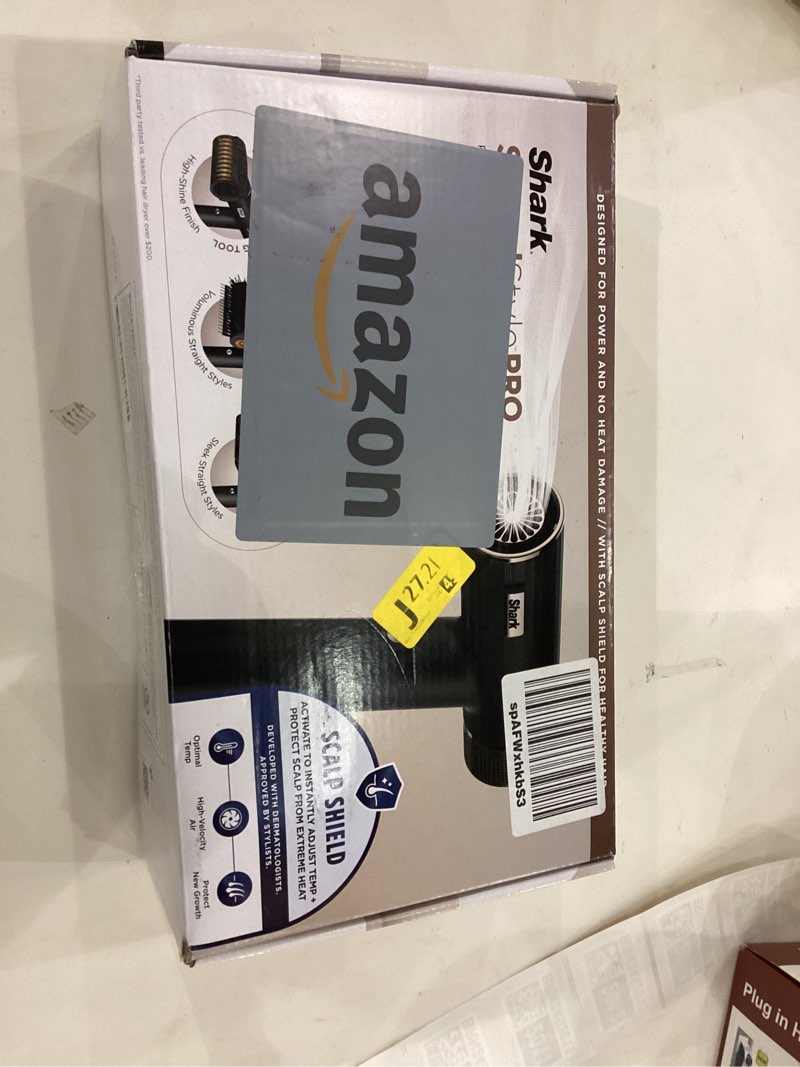 DESIGNED FOR POWER AND NO HEAT DAMAGE // WITH SCALP SHIELD FOR HEALTHY HAIR
Shark
Style PRO
amazon
G TOOL
High-Shine Finish
Voluminous Straight Styles
Sleek Straight Styles
*Third party tested vs. leading hair dryer over $200.
Shark
J 27.21
spAFWxhkbS3
SCALP SHIELD
ACTIVATE TO INSTANTLY ADJUST TEMP +
PROTECT SCALP FROM EXTREME HEAT
DEVELOPED WITH DERMATOLOGISTS.
APPROVED BY STYLISTS.
Optimal
Temp
High-Velocity
Air
Protect
New Growth
Plug in H